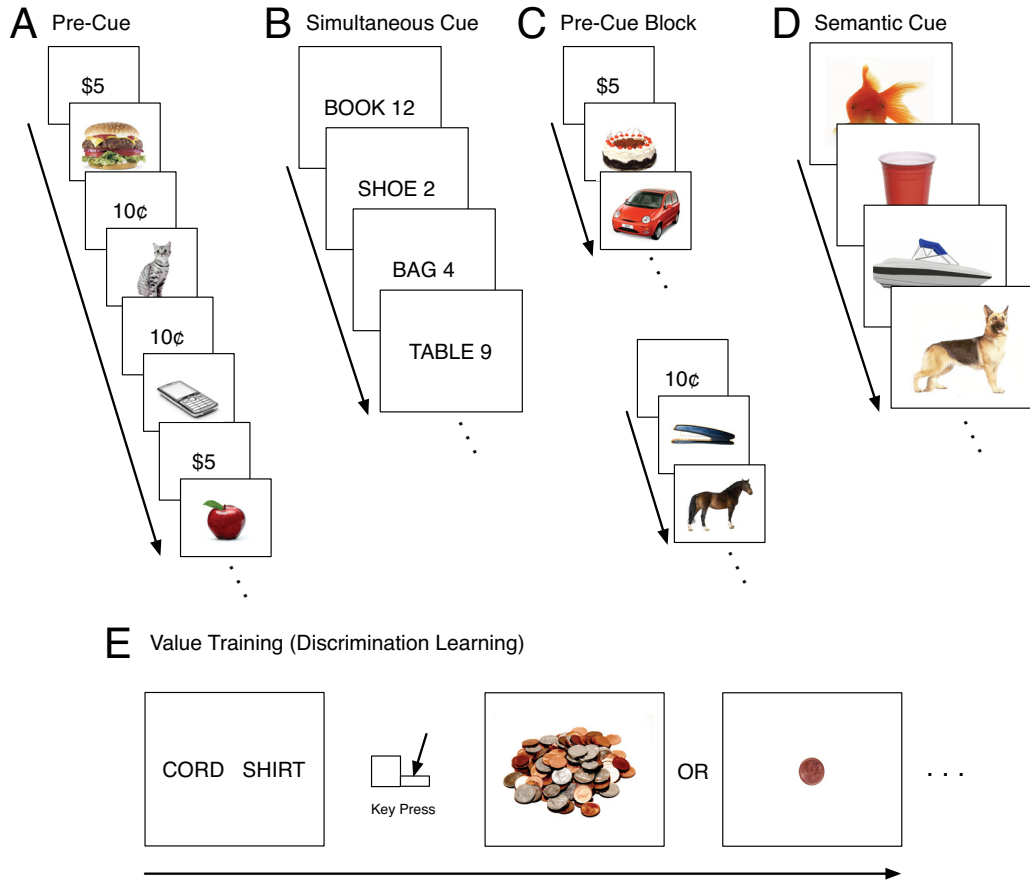 A Pre-Cue
$5
10¢
10¢
$5
B Simultaneous Cue
BOOK 12
SHOE 2
BAG 4
TABLE 9
C Pre-Cue Block
$5
10¢
D Semantic Cue
E Value Training (Discrimination Learning)
CORD SHIRT
Key Press
OR